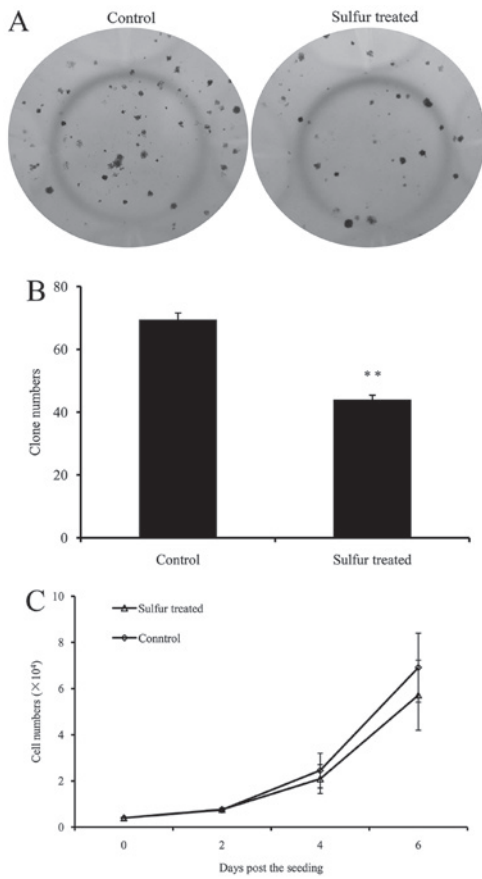 A
Control
Sulfur treated
B
80
60
40
20
0
Clone numbers
**
Control
Sulfur treated
C
10
8
6
4
2
0
Cell numbers (×10⁴)
Sulfur treated
Conntrol
0
2
4
6
Days post the seeding